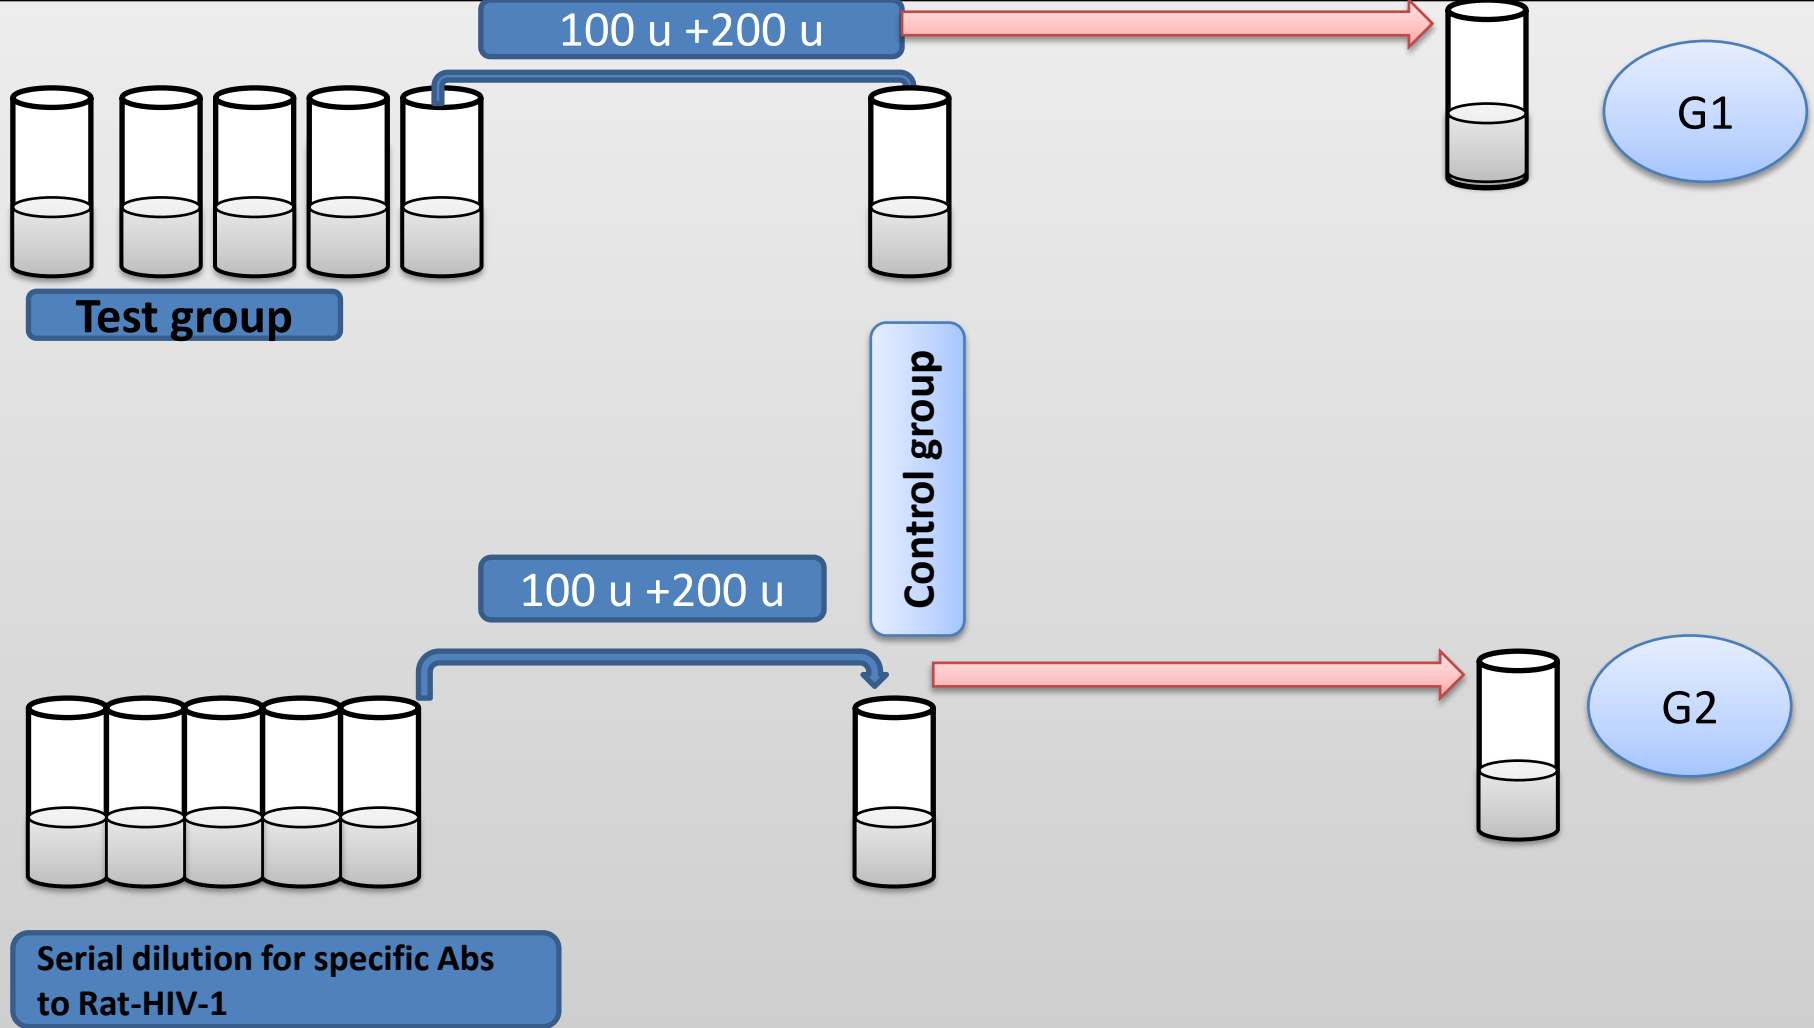 100 u +200 u
G1
Test group
Control group
100 u +200 u
G2
Serial dilution for specific Abs
to Rat-HIV-1